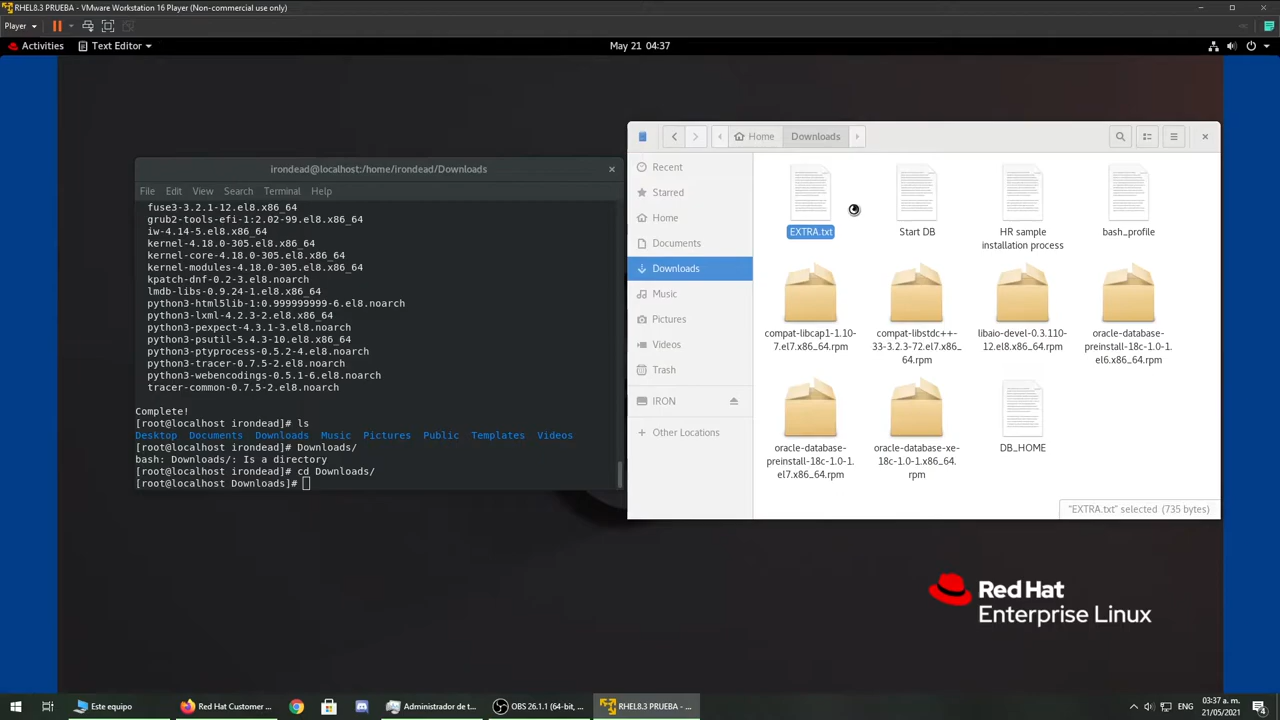 RHEL8.3 PRUEBA - VMware Workstation 16 Player (Non-commercial use only)
Player
Activities
Text Editor
May 21 04:37
irondead@localhost:/home/irondead/Downloads
File Edit View Search Terminal Help
fuse3-3.2.1-12.el8.x86_64
grub2-tools-efi-1:2.02-99.el8.x86_64
iw-4.14-5.el8.x86_64
kernel-4.18.0-305.el8.x86_64
kernel-core-4.18.0-305.el8.x86_64
kernel-modules-4.18.0-305.el8.x86_64
kpatch-dnf-0.2-3.el8.noarch
lmdb-libs-0.9.24-1.el8.x86_64
python3-html5lib-1:0.999999999-6.el8.noarch
python3-lxml-4.2.3-2.el8.x86_64
python3-pexpect-4.3.1-3.el8.noarch
python3-psutil-5.4.3-10.el8.x86_64
python3-ptyprocess-0.5.2-4.el8.noarch
python3-tracer-0.7.5-2.el8.noarch
python3-webencodings-0.5.1-6.el8.noarch
tracer-common-0.7.5-2.el8.noarch
Complete!
[root@localhost irondead]# ls
Desktop Documents Downloads Music Pictures Public Templates Videos
[root@localhost irondead]# Downloads/
bash: Downloads/: Is a directory
[root@localhost irondead]# cd Downloads/
[root@localhost Downloads]#
Home
Downloads
Recent
Starred
Home
Documents
Downloads
Music
Pictures
Videos
Trash
IRON
Other Locations
EXTRA.txt
Start DB
HR sample
installation process
bash_profile
compat-libcap1-1.10-
7.el7.x86_64.rpm
compat-libstdc++-
33-3.2.3-72.el7.x86_
64.rpm
libaio-devel-0.3.110-
12.el8.x86_64.rpm
oracle-database-
preinstall-18c-1.0-1.
el6.x86_64.rpm
oracle-database-
preinstall-18c-1.0-1.
el7.x86_64.rpm
oracle-database-xe-
18c-1.0-1.x86_64.
rpm
DB_HOME
"EXTRA.txt" selected (735 bytes)
Red Hat
Enterprise Linux
Este equipo
Red Hat Customer ...
Administrador de t...
OBS 26.1.1 (64-bit, ...
RHEL8.3 PRUEBA - ...
ENG
03:37 a. m.
21/05/2021
4